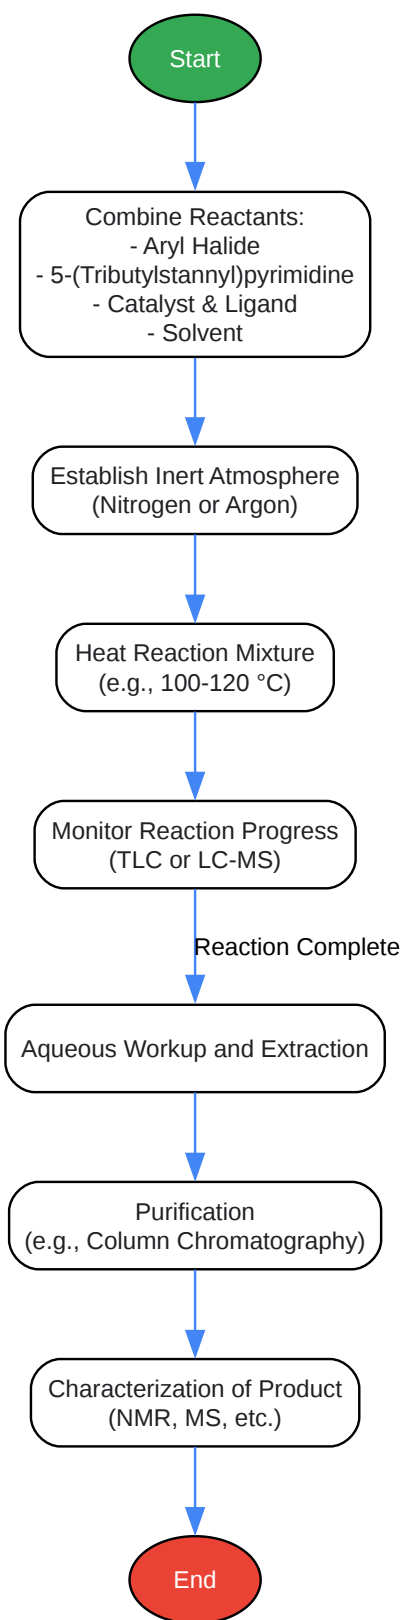 Start
Combine Reactants:
- Aryl Halide
- 5-(Tributylstannyl)pyrimidine
- Catalyst & Ligand
- Solvent
Establish Inert Atmosphere
(Nitrogen or Argon)
Heat Reaction Mixture
(e.g., 100-120 °C)
Monitor Reaction Progress
(TLC or LC-MS)
Reaction Complete
Aqueous Workup and Extraction
Purification
(e.g., Column Chromatography)
Characterization of Product
(NMR, MS, etc.)
End